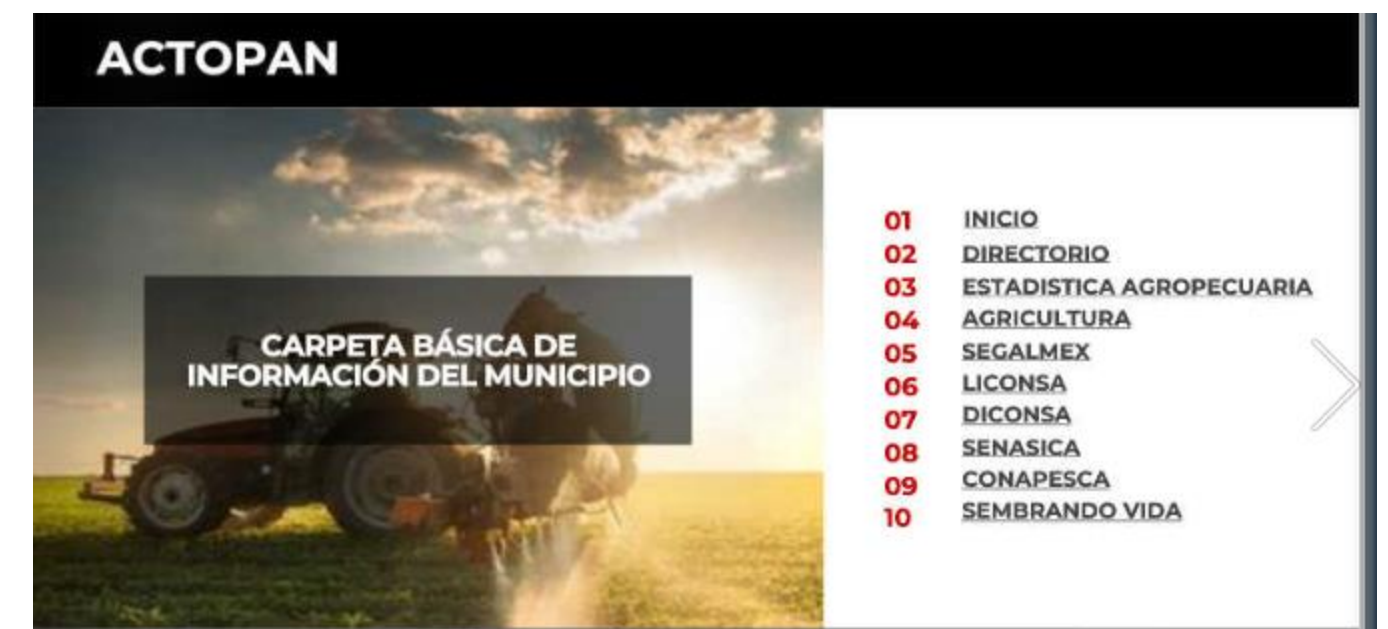 ACTOPAN
CARPETA BÁSICA DE
INFORMACIÓN DEL MUNICIPIO
01 INICIO
02 DIRECTORIO
03 ESTADISTICA AGROPECUARIA
04 AGRICULTURA
05 SEGALMEX
06 LICONSA
07 DICONSA
08 SENASICA
09 CONAPESCA
10 SEMBRANDO VIDA